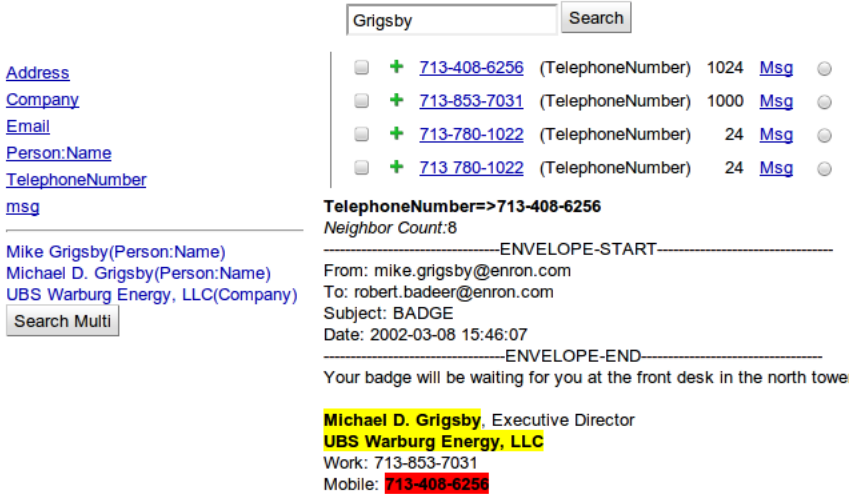 Grigsby Search
Address
Company
Email
Person:Name
TelephoneNumber
msg
Mike Grigsby(Person:Name)
Michael D. Grigsby(Person:Name)
UBS Warburg Energy, LLC(Company)
Search Multi
713-408-6256 (TelephoneNumber) 1024 Msg
713-853-7031 (TelephoneNumber) 1000 Msg
713-780-1022 (TelephoneNumber) 24 Msg
713 780-1022 (TelephoneNumber) 24 Msg
TelephoneNumber=>713-408-6256
Neighbor Count:8
-----------------------------------ENVELOPE-START-----------------------------------
From: mike.grigsby@enron.com
To: robert.badeer@enron.com
Subject: BADGE
Date: 2002-03-08 15:46:07
------------------------------------ENVELOPE-END------------------------------------
Your badge will be waiting for you at the front desk in the north towe
Michael D. Grigsby, Executive Director
UBS Warburg Energy, LLC
Work: 713-853-7031
Mobile: 713-408-6256